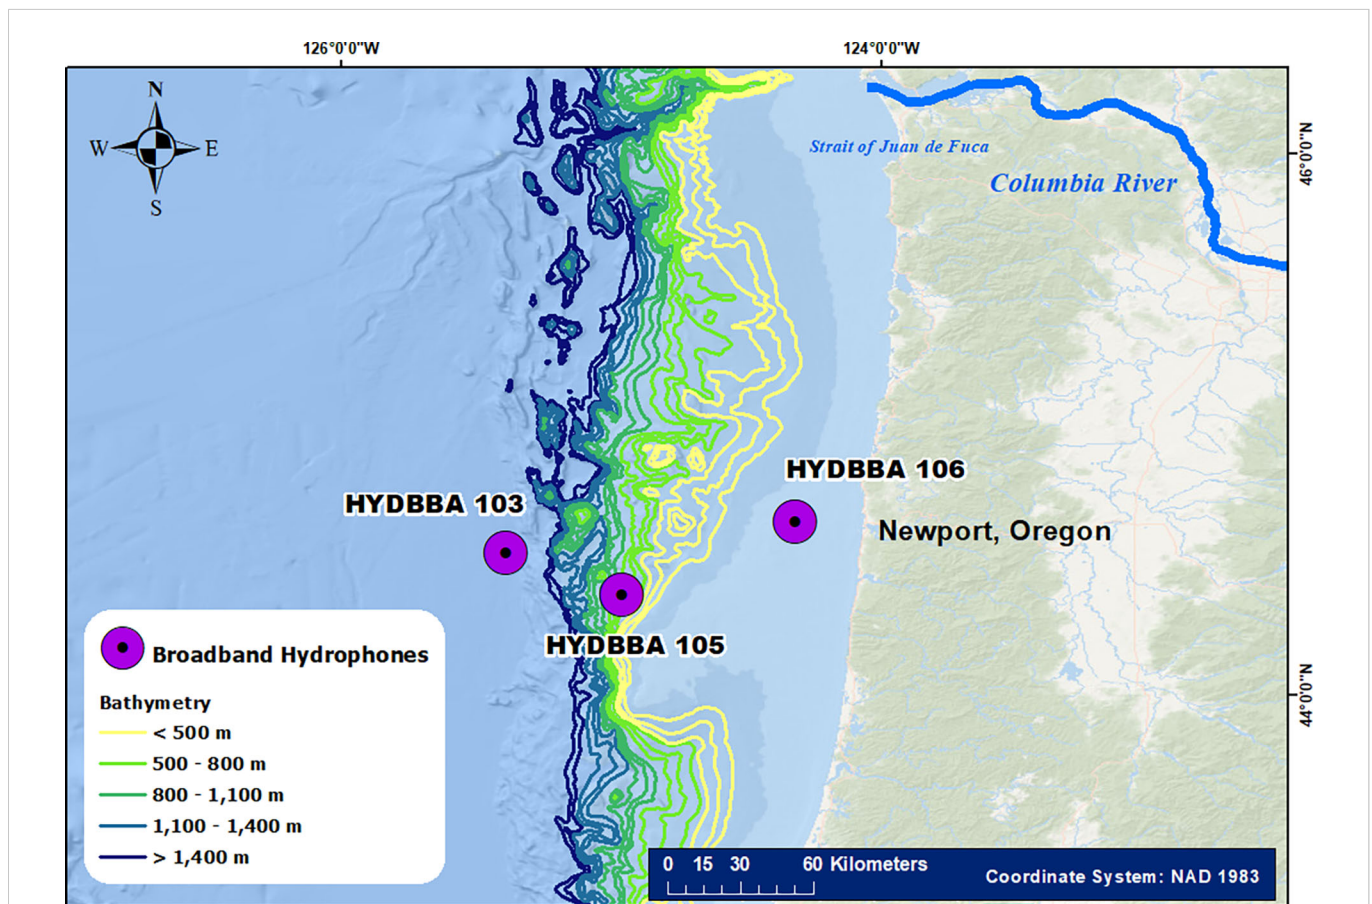 126°0'0"W
124°0'0"W
N
W
E
S
46°0'0"N
Strait of Juan de Fuca
Columbia River
HYDBBA 106
HYDBBA 103
Newport, Oregon
HYDBBA 105
44°0'0"N
Broadband Hydrophones
Bathymetry
< 500 m
500 - 800 m
800 - 1,100 m
1,100 - 1,400 m
> 1,400 m
0 15 30 60 Kilometers
Coordinate System: NAD 1983